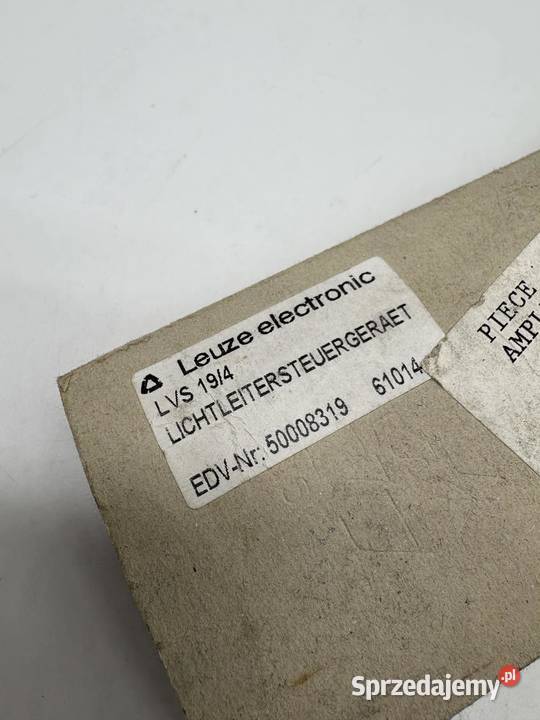 Leuze electronic
LVS 19/4
LICHTLEITERSTEUERGERAET
EDV-Nr: 50008319 61014
PIECE
Sprzedajemy.pl